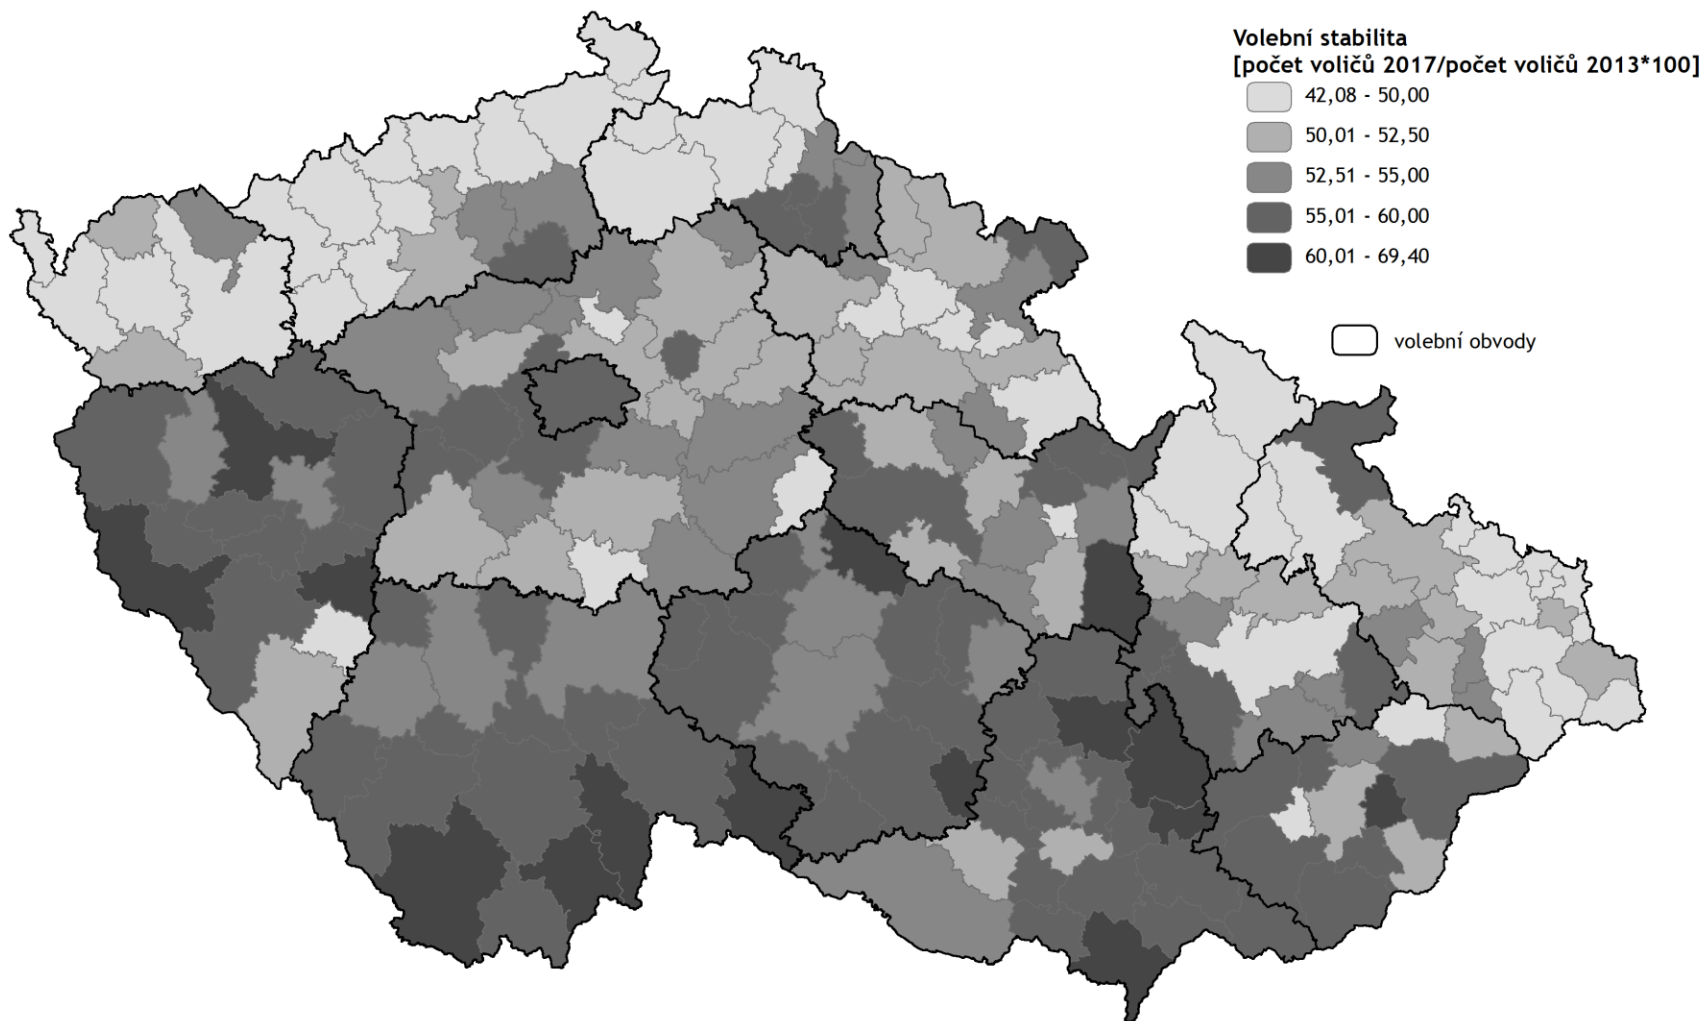 Volební stabilita
[počet voličů 2017/počet voličů 2013*100]
42,08 - 50,00
50,01 - 52,50
52,51 - 55,00
55,01 - 60,00
60,01 - 69,40
volební obvody